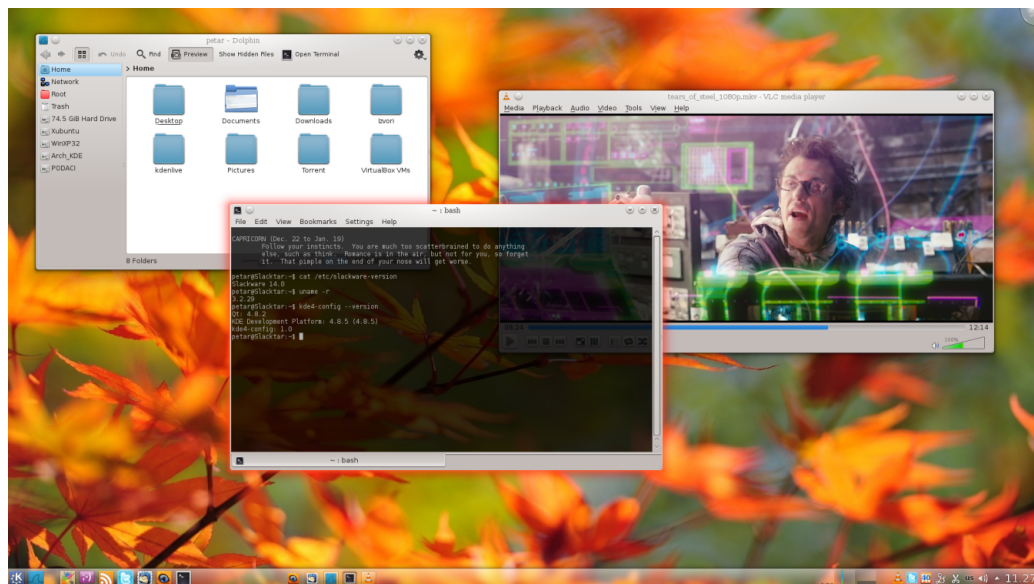 petar – Dolphin
Undo Find Preview Show Hidden Files Open Terminal
Home
Network
Root
Trash
74.5 GiB Hard Drive
Xubuntu
WinXP32
Arch_KDE
PODACI
> Home
Desktop Documents Downloads Izvori
kdenlive Pictures Torrent VirtualBox VMs
8 Folders
tears_of_steel_1080p.mkv - VLC media player
Media Playback Audio Video Tools View Help
09:24 12:14
100%
~ : bash
File Edit View Bookmarks Settings Help
CAPRICORN (Dec. 22 to Jan. 19)
Follow your instincts. You are much too scatterbrained to do anything
else, such as think. Romance is in the air, but not for you, so forget
it. That pimple on the end of your nose will get worse.
petar@Slacktar:~$ cat /etc/slackware-version
Slackware 14.0
petar@Slacktar:~$ uname -r
3.2.29
petar@Slacktar:~$ kde4-config --version
Qt: 4.8.2
KDE Development Platform: 4.8.5 (4.8.5)
kde4-config: 1.0
petar@Slacktar:~$
~ : bash